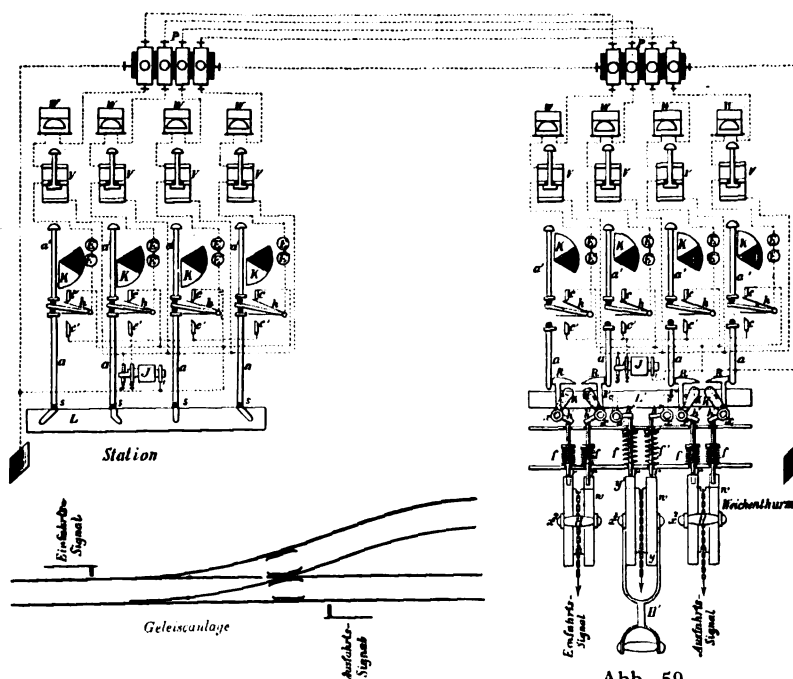 P
P
W W W W
W W W
V V V V
V V V
a' a a a
K K K K
K K K K
a' a' a' a'
h h h h
h h h h
c' c' c' c'
c' c' c' c'
a a a a
J
J
a a
R R R R
s s s s
L
L'
Station
f f f f' f f
y n n
Weichenthurm
y
Einfahrts-
Signal
Geleiseanlage
Ausfahrts-
Signal
Einfahrts-
Signal
H'
Ausfahrts-
Signal
Abb. 59